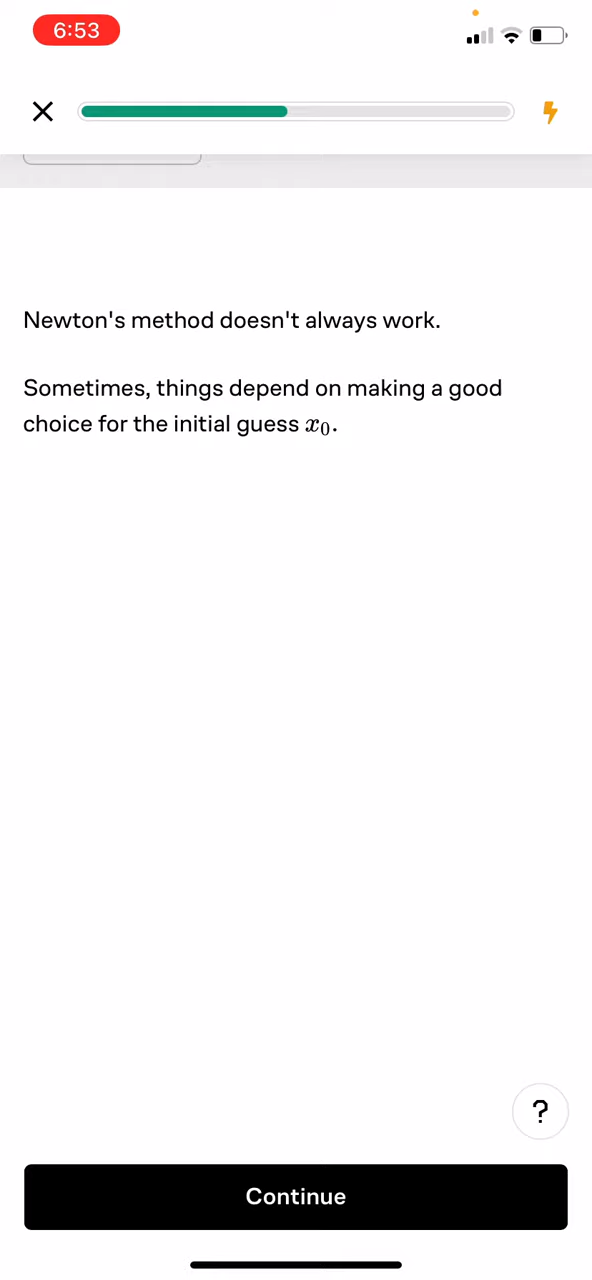 6:53
Newton's method doesn't always work.
Sometimes, things depend on making a good
choice for the initial guess x₀.
?
Continue